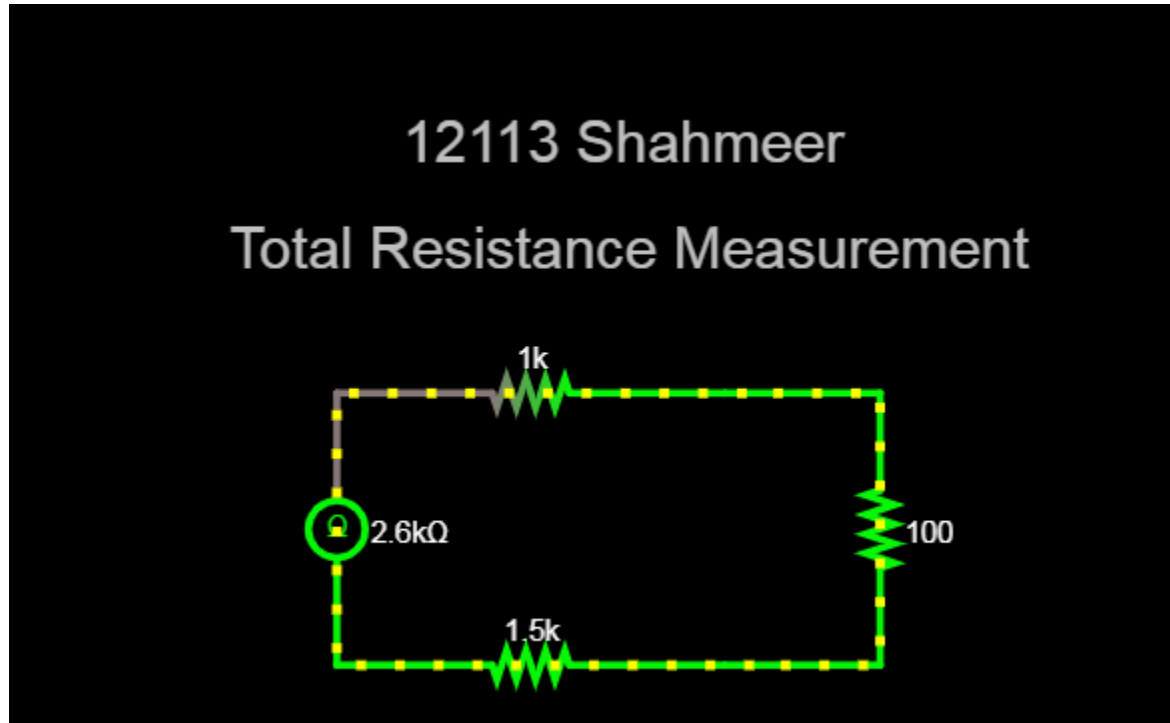 12113 Shahmeer
Total Resistance Measurement
1k
Ω
2.6kΩ
100
1.5k